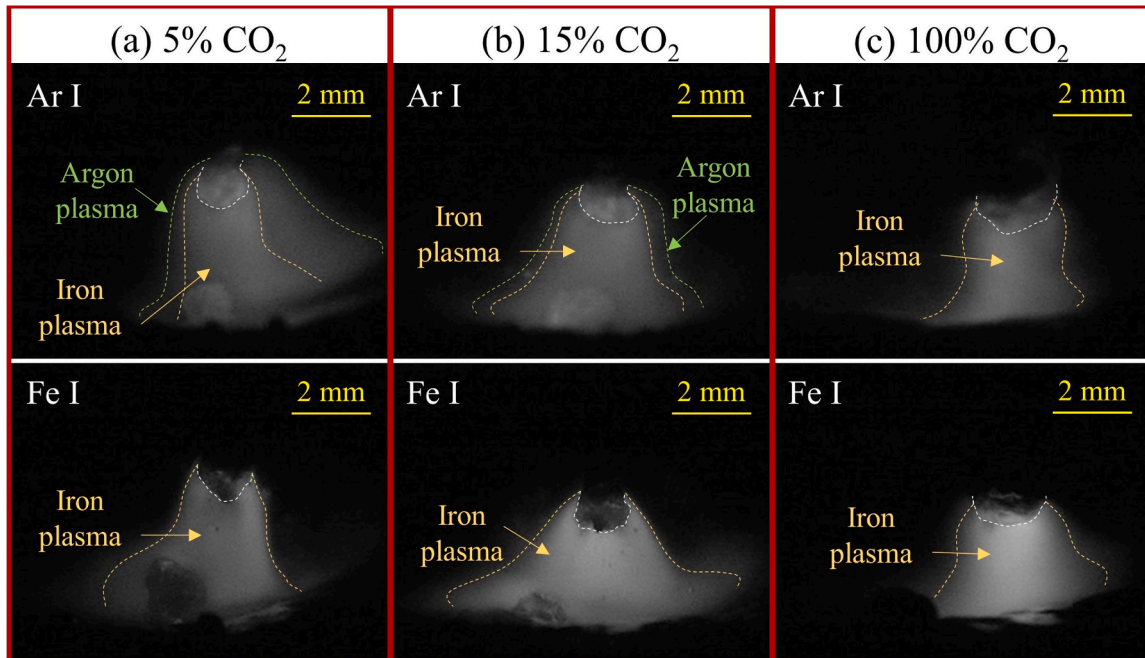 (a) 5% CO₂
(b) 15% CO₂
(c) 100% CO₂
Ar I
2 mm
Argon
plasma
Iron
plasma
Ar I
2 mm
Iron
plasma
Argon
plasma
Ar I
2 mm
Iron
plasma
Fe I
2 mm
Iron
plasma
Fe I
2 mm
Iron
plasma
Fe I
2 mm
Iron
plasma